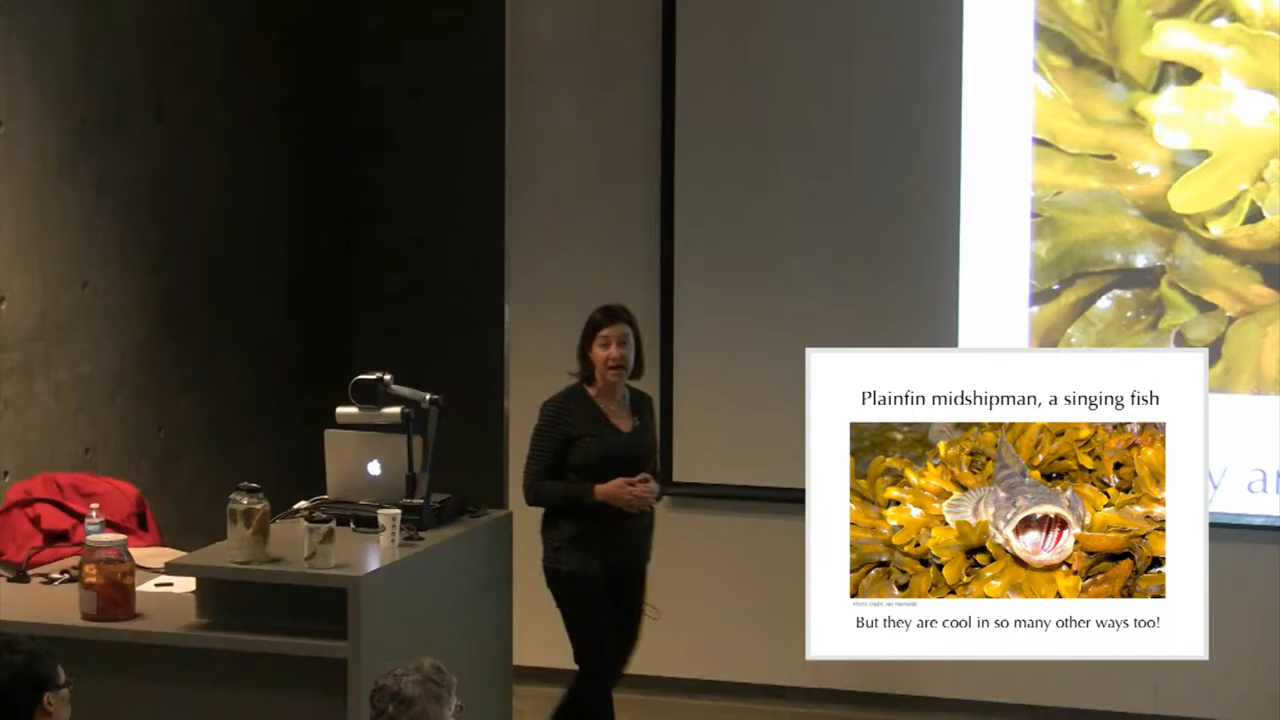 Plainfin midshipman, a singing fish
But they are cool in so many other ways too!